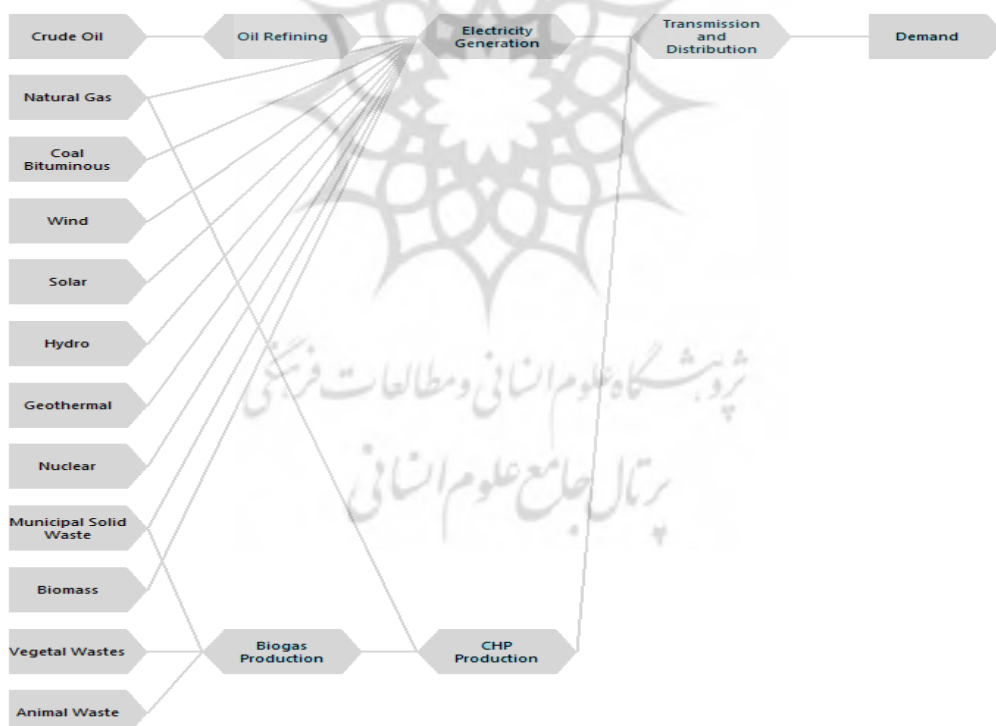 Crude Oil
Oil Refining
Electricity
Generation
Transmission
and
Distribution
Demand
Natural Gas
Coal
Bituminous
Wind
Solar
Hydro
Geothermal
Nuclear
Municipal Solid
Waste
Biomass
Vegetal Wastes
Biogas
Production
CHP
Production
Animal Waste
پژوهشگاه علوم انسانی و مطالعات فرهنگی
پرتال جامع علوم انسانی